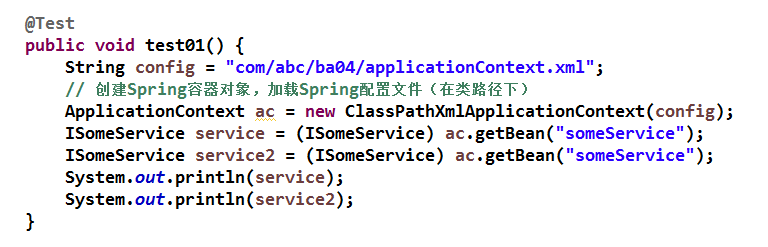 @Test
public void test01() {
    String config = "com/abc/ba04/applicationContext.xml";
    // 创建Spring容器对象，加载Spring配置文件（在类路径下）
    ApplicationContext ac = new ClassPathXmlApplicationContext(config);
    ISomeService service = (ISomeService) ac.getBean("someService");
    ISomeService service2 = (ISomeService) ac.getBean("someService");
    System.out.println(service);
    System.out.println(service2);
}